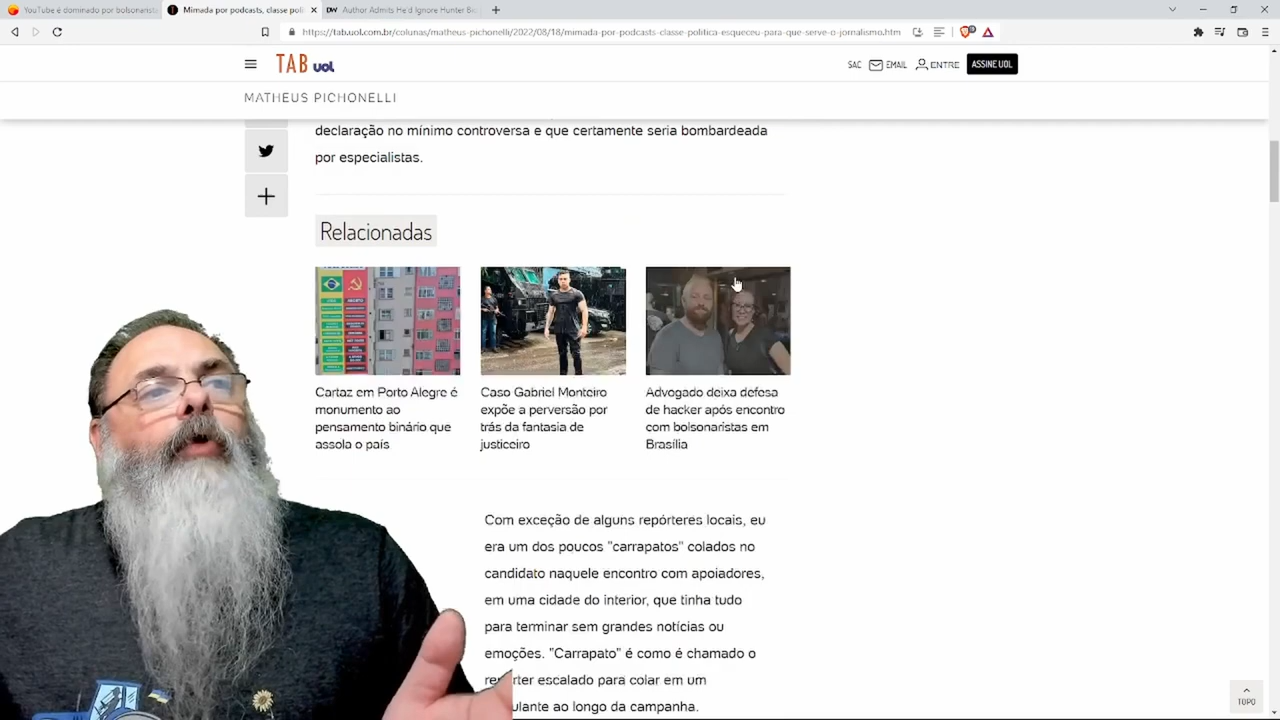 YouTube é dominado por bolsonarist
Mimada por podcasts, classe polí
DW Author Admits He'd Ignore Hunter B
https://tab.uol.com.br/colunas/matheus-pichonelli/2022/08/18/mimada-por-podcasts-classe-politica-esqueceu-para-que-serve-o-jornalismo.htm
TAB uol
SAC EMAIL ENTRE ASSINE UOL
MATHEUS PICHONELLI
declaração no mínimo controversa e que certamente seria bombardeada
por especialistas.
Relacionadas
Cartaz em Porto Alegre é
monumento ao
pensamento binário que
assola o país
Caso Gabriel Monteiro
expõe a perversão por
trás da fantasia de
justiceiro
Advogado deixa defesa
de hacker após encontro
com bolsonaristas em
Brasília
Com exceção de alguns repórteres locais, eu
era um dos poucos "carrapatos" colados no
candidato naquele encontro com apoiadores,
em uma cidade do interior, que tinha tudo
para terminar sem grandes notícias ou
emoções. "Carrapato" é como é chamado o
escalado para colar em um
ao longo da campanha.
TOPO